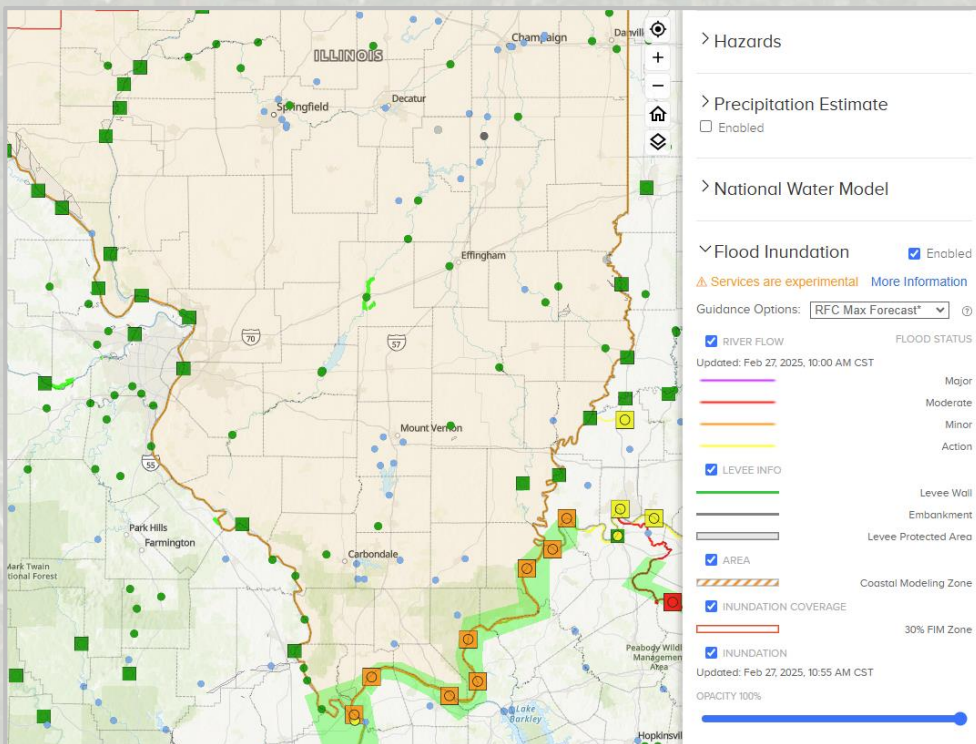 ILLINOIS
Champaign
Danvill
Springfield
Decatur
Effingham
70
57
Mount Vernon
55
Park Hills
Farmington
Carbondale
Mark Twain
tional Forest
Peabody Wildl
Management
Area
Lake
Barkley
Hopkinsvil
Hazards
Precipitation Estimate
Enabled
National Water Model
Flood Inundation
Enabled
Services are experimental More Information
Guidance Options: RFC Max Forecast*
RIVER FLOW FLOOD STATUS
Updated: Feb 27, 2025, 10:00 AM CST
Major
Moderate
Minor
Action
LEVEE INFO
Levee Wall
Embankment
Levee Protected Area
AREA
Coastal Modeling Zone
INUNDATION COVERAGE
30% FIM Zone
INUNDATION
Updated: Feb 27, 2025, 10:55 AM CST
OPACITY 100%